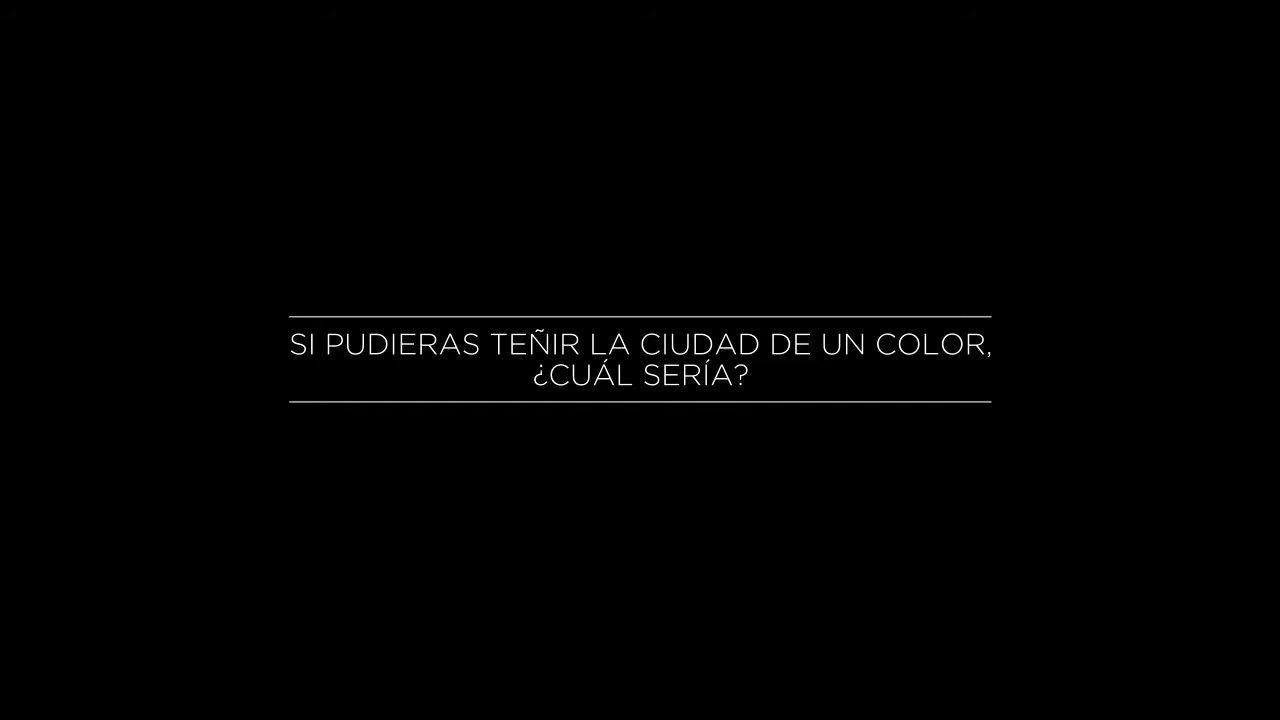 SI PUDIERAS TEÑIR LA CIUDAD DE UN COLOR,
¿CUÁL SERÍA?